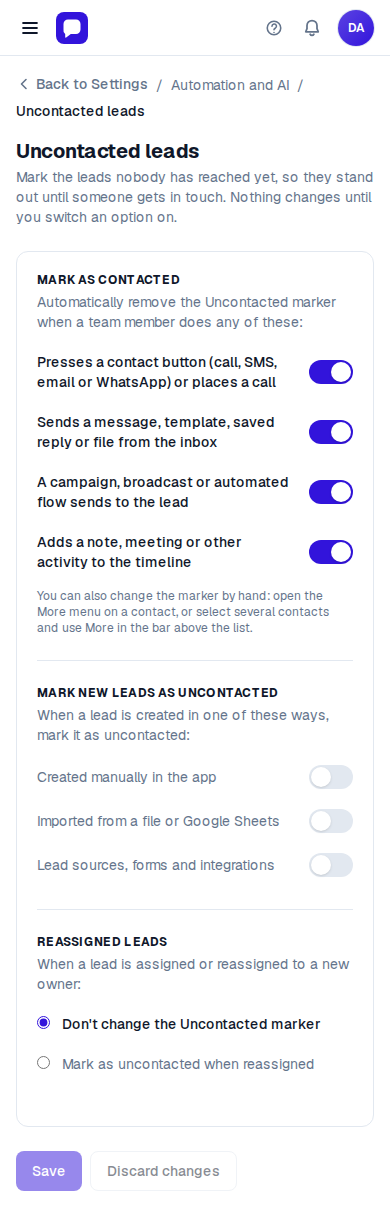 DA
Back to Settings / Automation and AI /
Uncontacted leads
Uncontacted leads
Mark the leads nobody has reached yet, so they stand
out until someone gets in touch. Nothing changes until
you switch an option on.
MARK AS CONTACTED
Automatically remove the Uncontacted marker
when a team member does any of these:
Presses a contact button (call, SMS,
email or WhatsApp) or places a call
Sends a message, template, saved
reply or file from the inbox
A campaign, broadcast or automated
flow sends to the lead
Adds a note, meeting or other
activity to the timeline
You can also change the marker by hand: open the
More menu on a contact, or select several contacts
and use More in the bar above the list.
MARK NEW LEADS AS UNCONTACTED
When a lead is created in one of these ways,
mark it as uncontacted:
Created manually in the app
Imported from a file or Google Sheets
Lead sources, forms and integrations
REASSIGNED LEADS
When a lead is assigned or reassigned to a new
owner:
Don't change the Uncontacted marker
Mark as uncontacted when reassigned
Save
Discard changes